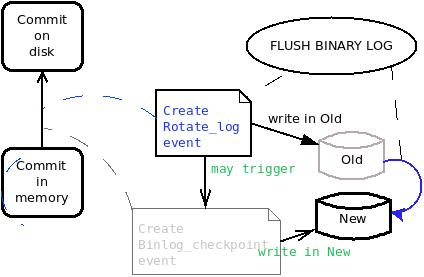 Commit
on
disk
FLUSH BINARY LOG
Create
Rotate_log
event
write in Old
Old
may trigger
Commit
in
memory
New
Create
Binlog_checkpoint
event
write in New